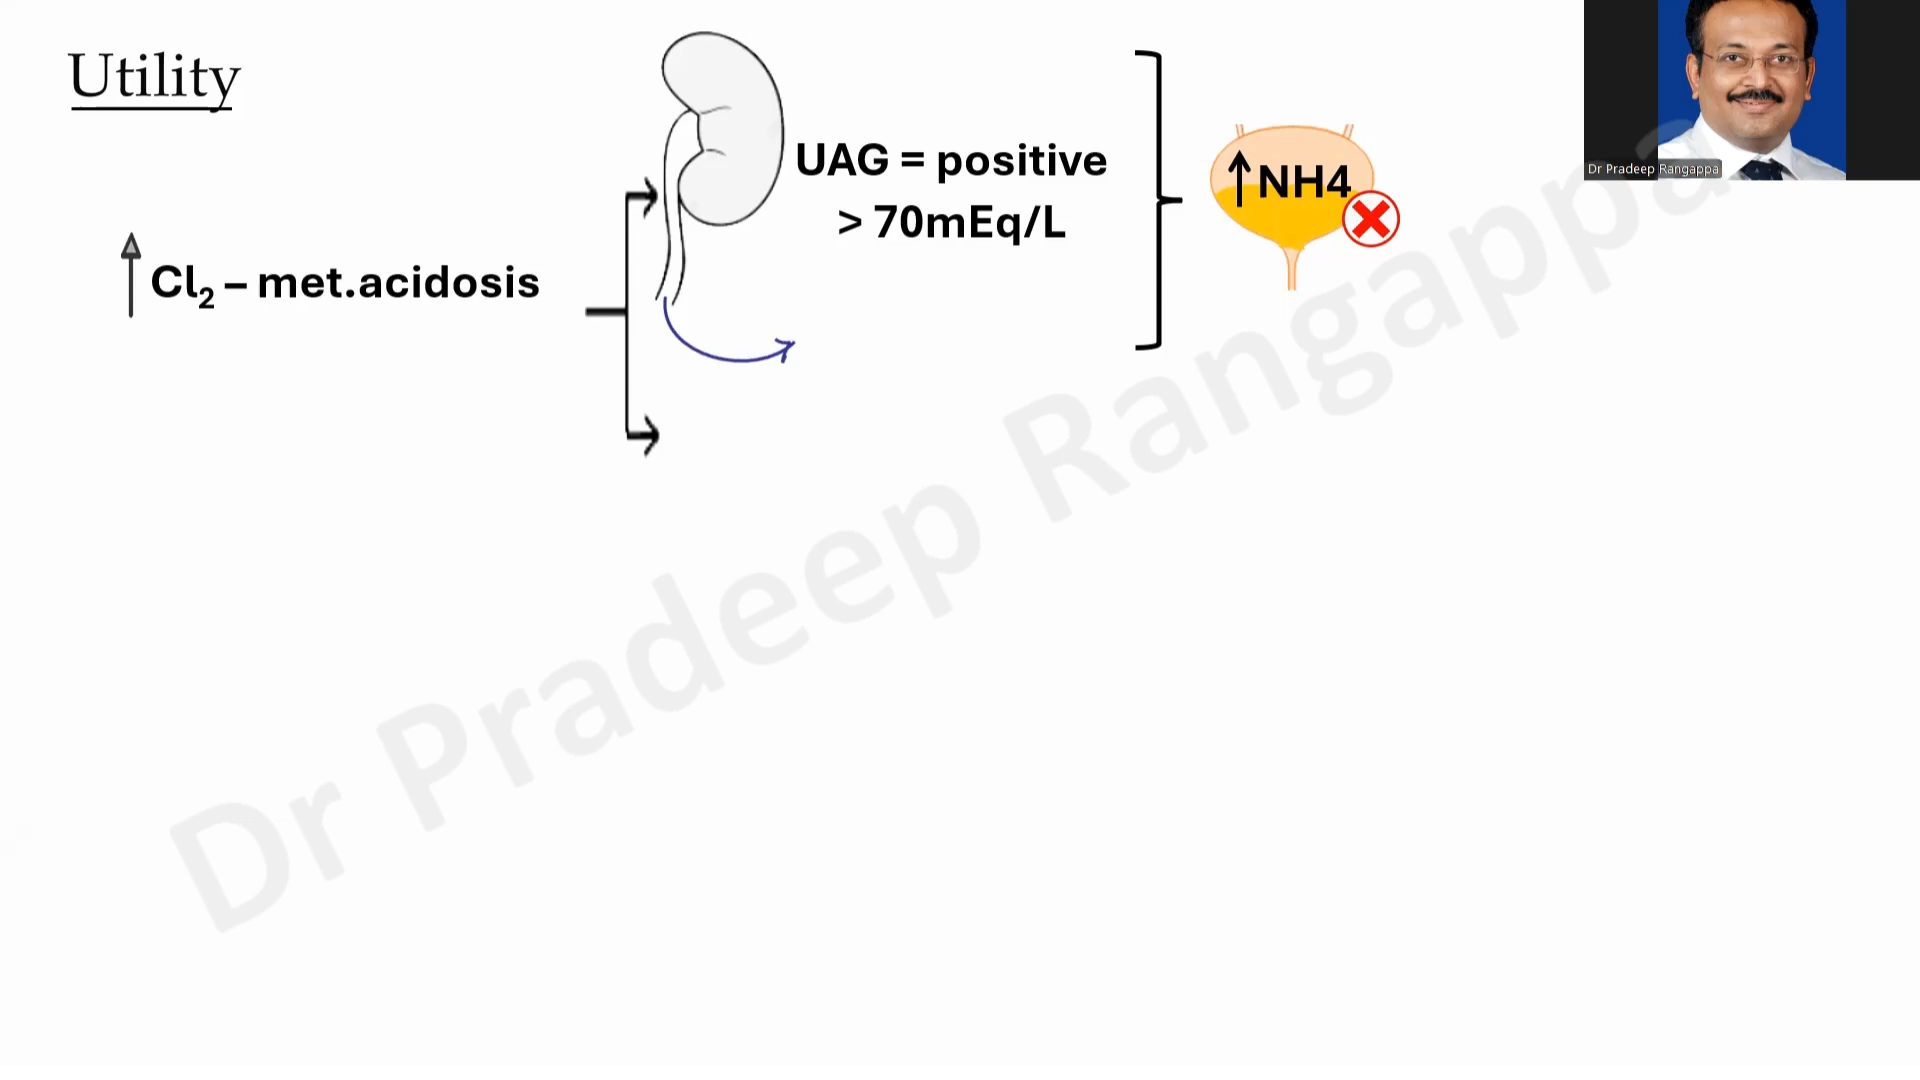 Utility
↑ Cl₂ – met.acidosis
UAG = positive
> 70mEq/L
↑NH4
Dr Pradeep Rangappa
Dr Pradeep Rangappa